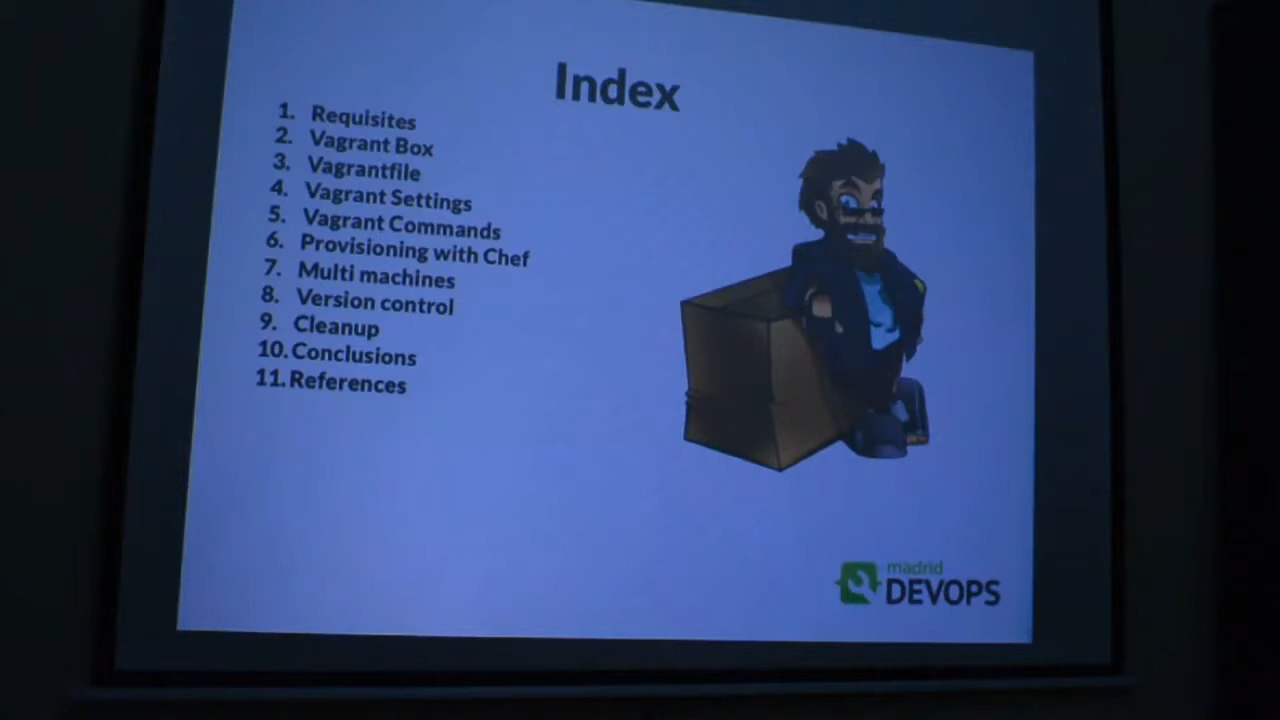 Index
1. Requisites
2. Vagrant Box
3. Vagrantfile
4. Vagrant Settings
5. Vagrant Commands
6. Provisioning with Chef
7. Multi machines
8. Version control
9. Cleanup
10. Conclusions
11. References
madrid
DEVOPS